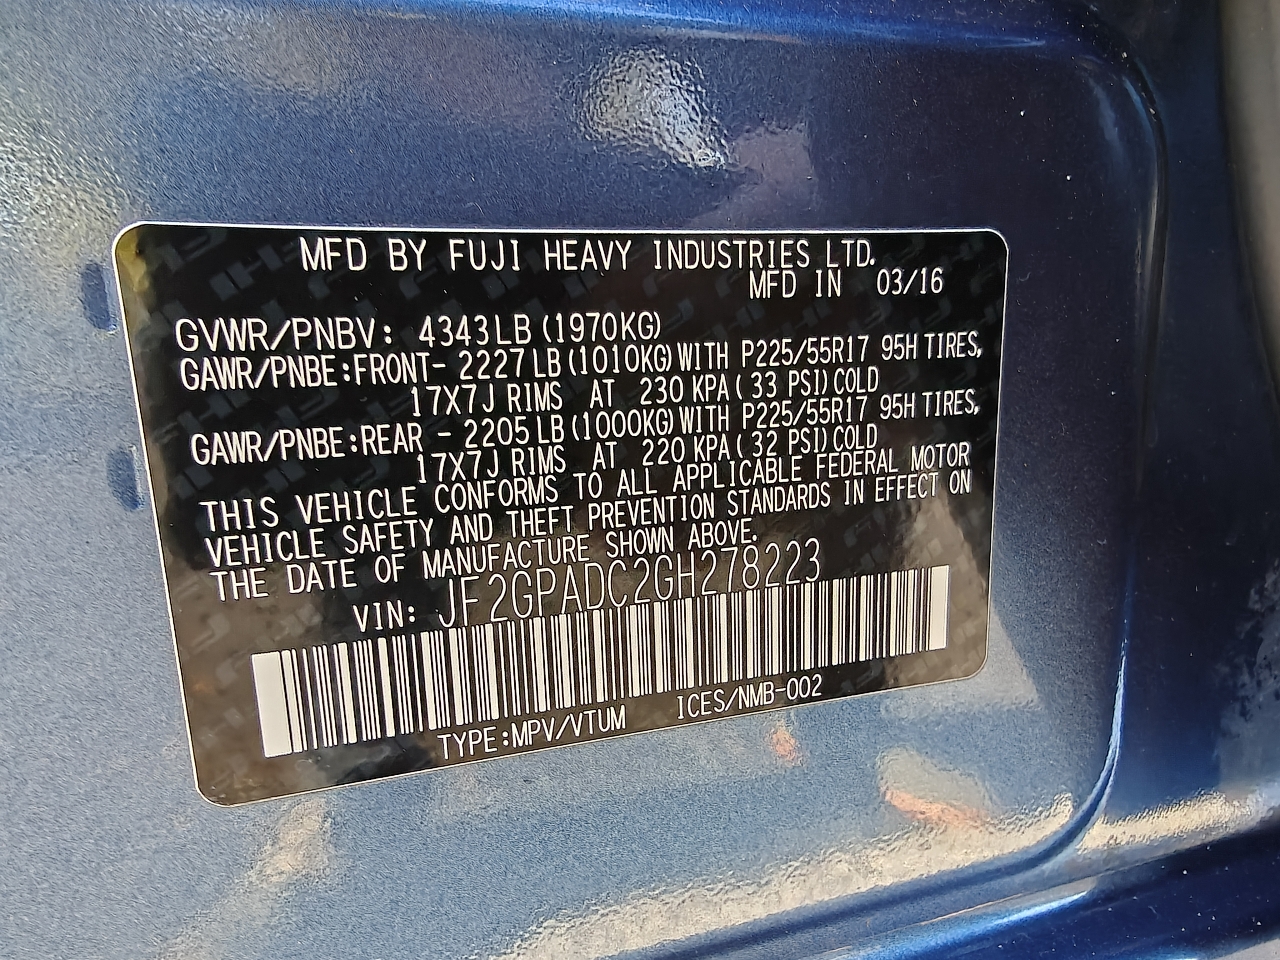 MFD BY FUJI HEAVY INDUSTRIES LTD.
MFD IN 03/16
GVWR/PNBV: 4343LB (1970KG)
GAWR/PNBE:FRONT- 2227LB (1010KG) WITH P225/55R17 95H TIRES,
17X7J RIMS AT 230 KPA ( 33 PSI) COLD
GAWR/PNBE:REAR - 2205LB (1000KG) WITH P225/55R17 95H TIRES,
17X7J RIMS AT 220 KPA ( 32 PSI) COLD
THIS VEHICLE CONFORMS TO ALL APPLICABLE FEDERAL MOTOR
VEHICLE SAFETY AND THEFT PREVENTION STANDARDS IN EFFECT ON
THE DATE OF MANUFACTURE SHOWN ABOVE.
VIN: JF2GPADC2GH278223
TYPE:MPV/VTUM ICES/NMB-002